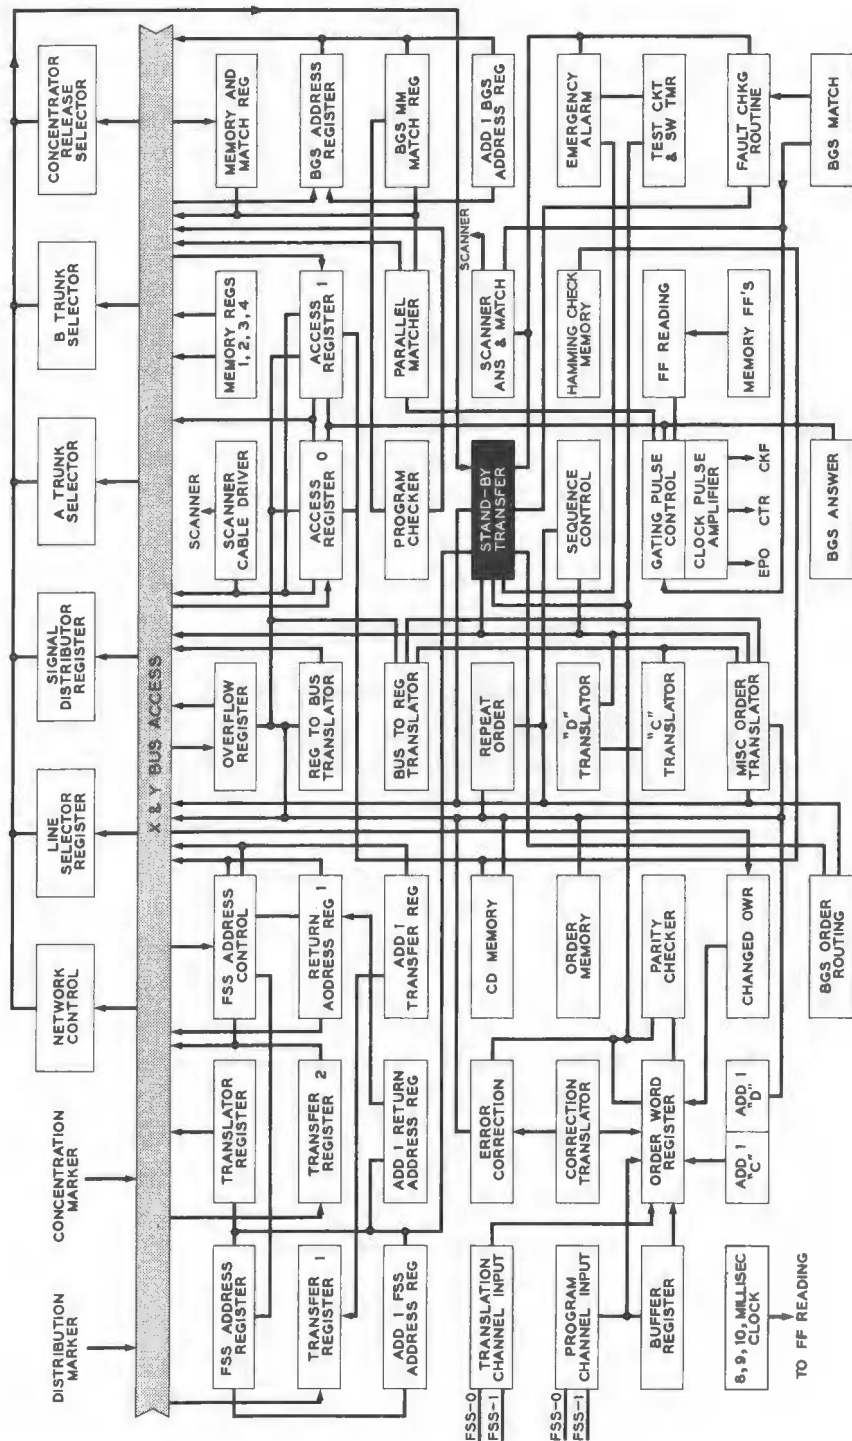 DISTRIBUTION
MARKER
CONCENTRATION
MARKER
NETWORK
CONTROL
LINE
SELECTOR
REGISTER
SIGNAL
DISTRIBUTOR
REGISTER
A TRUNK
SELECTOR
B TRUNK
SELECTOR
CONCENTRATOR
RELEASE
SELECTOR
X & Y BUS ACCESS
FSS ADDRESS
REGISTER
TRANSLATOR
REGISTER
FSS ADDRESS
CONTROL
OVERFLOW
REGISTER
SCANNER
SCANNER
CABLE DRIVER
MEMORY REGS
1, 2, 3, 4
MEMORY AND
MATCH REG
TRANSFER
REGISTER 1
TRANSFER
REGISTER 2
RETURN
ADDRESS REG 1
REG TO BUS
TRANSLATOR
ACCESS
REGISTER 0
ACCESS
REGISTER 1
BGS ADDRESS
REGISTER
ADD 1 FSS
ADDRESS REG
ADD 1 RETURN
ADDRESS REG
ADD 1
TRANSFER REG
BUS TO REG
TRANSLATOR
PROGRAM
CHECKER
PARALLEL
MATCHER
BGS MM
MATCH REG
SCANNER
FSS-0
FSS-1
TRANSLATION
CHANNEL INPUT
ERROR
CORRECTION
CD MEMORY
REPEAT
ORDER
STAND-BY
TRANSFER
SCANNER
ANS & MATCH
ADD 1 BGS
ADDRESS REG
FSS-0
FSS-1
PROGRAM
CHANNEL INPUT
CORRECTION
TRANSLATOR
ORDER
MEMORY
"D"
TRANSLATOR
SEQUENCE
CONTROL
HAMMING CHECK
MEMORY
EMERGENCY
ALARM
BUFFER
REGISTER
ORDER WORD
REGISTER
PARITY
CHECKER
"C"
TRANSLATOR
GATING PULSE
CONTROL
FF READING
TEST CKT
& SW TMR
8, 9, 10, MILLISEC
CLOCK
ADD 1
"C"
ADD 1
"D"
CHANGED OWR
MISC ORDER
TRANSLATOR
CLOCK PULSE
AMPLIFIER
MEMORY FF'S
FAULT CHKG
ROUTINE
EPO
CTR
CKF
TO FF READING
BGS ORDER
ROUTING
BGS ANSWER
BGS MATCH